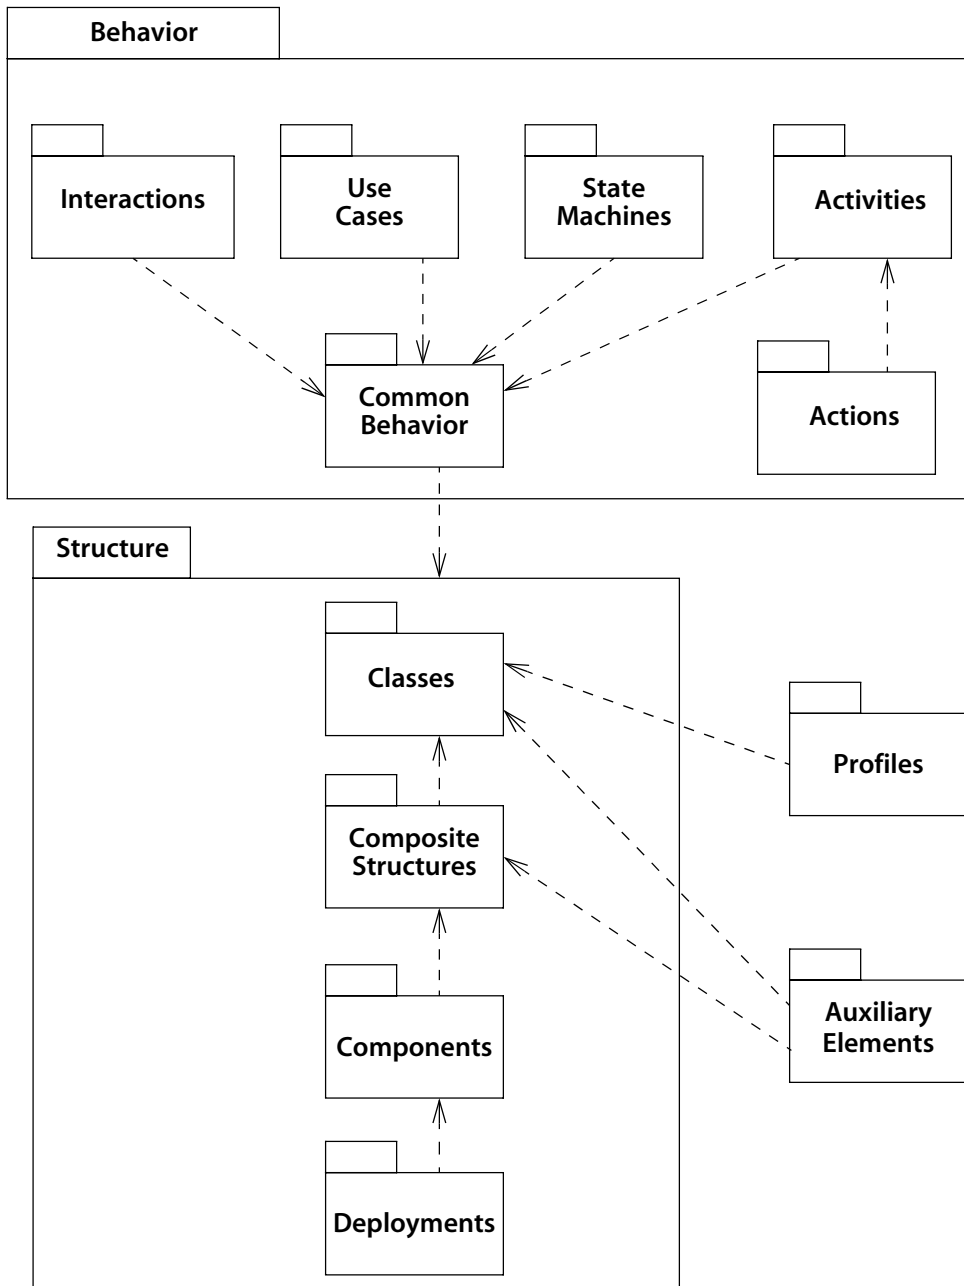 Behavior
Interactions
Use
Cases
State
Machines
Activities
Common
Behavior
Actions
Structure
Classes
Profiles
Composite
Structures
Auxiliary
Elements
Components
Deployments